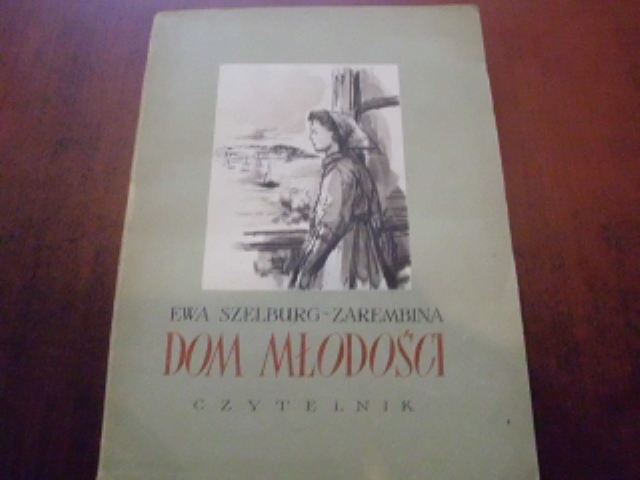 EWA SZELBURG-ZAREMBINA
DOM MŁODOŚCI
CZYTELNIK